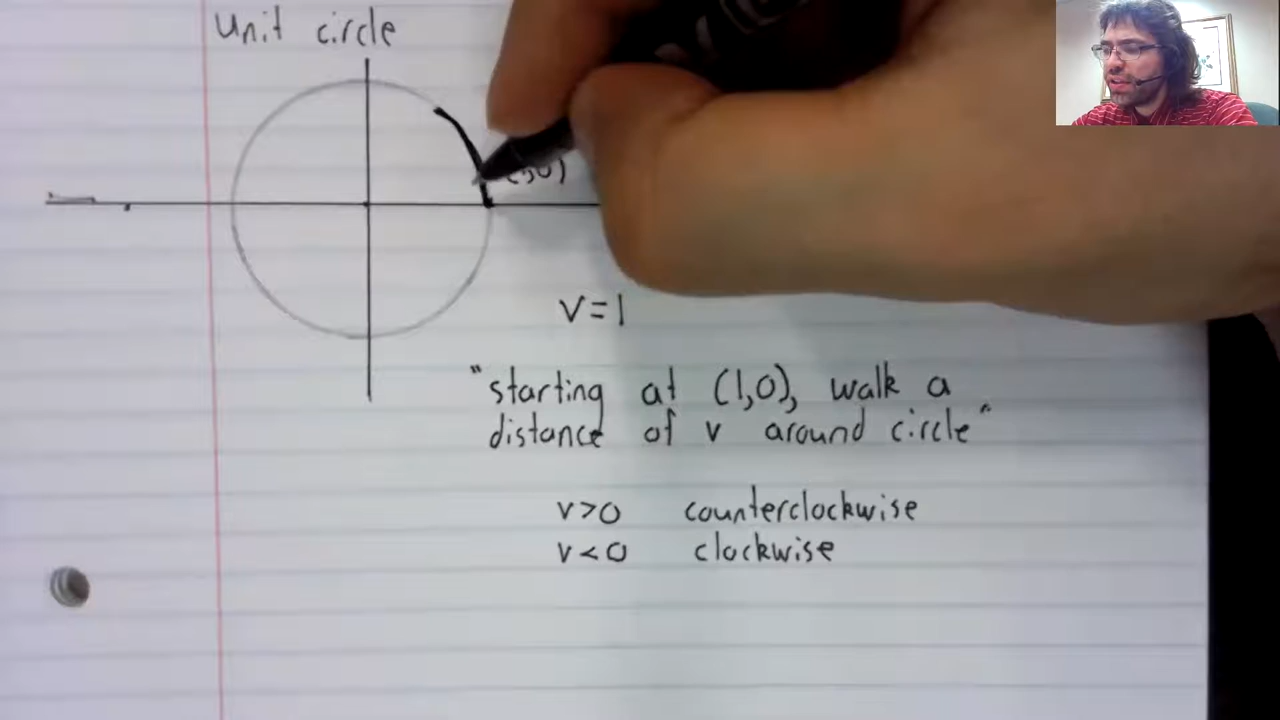 Unit circle
v=1
"starting at (1,0), walk a
distance of v around circle"
v>0 counterclockwise
v<0 clockwise